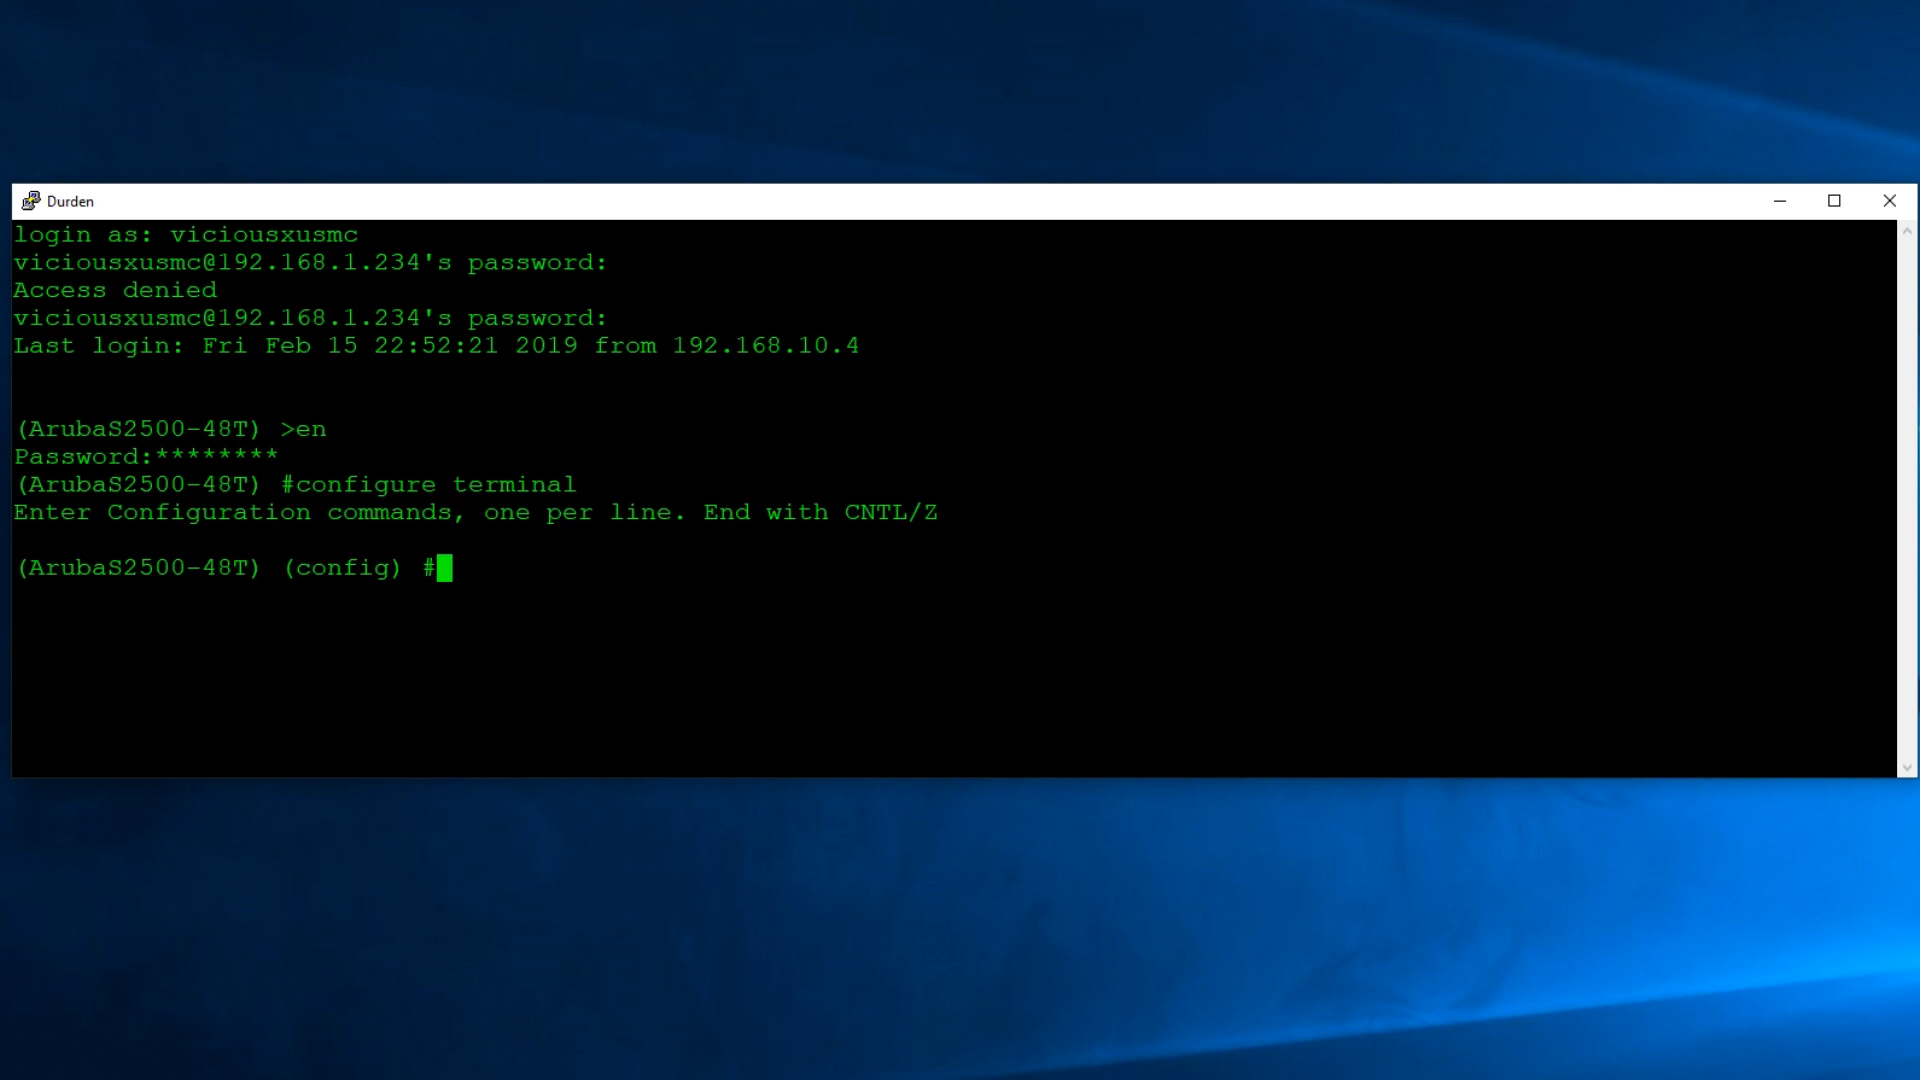 Durden
login as: viciousxusmc
viciousxusmc@192.168.1.234's password:
Access denied
viciousxusmc@192.168.1.234's password:
Last login: Fri Feb 15 22:52:21 2019 from 192.168.10.4
(ArubaS2500-48T) >en
Password:********
(ArubaS2500-48T) #configure terminal
Enter Configuration commands, one per line. End with CNTL/Z
(ArubaS2500-48T) (config) #